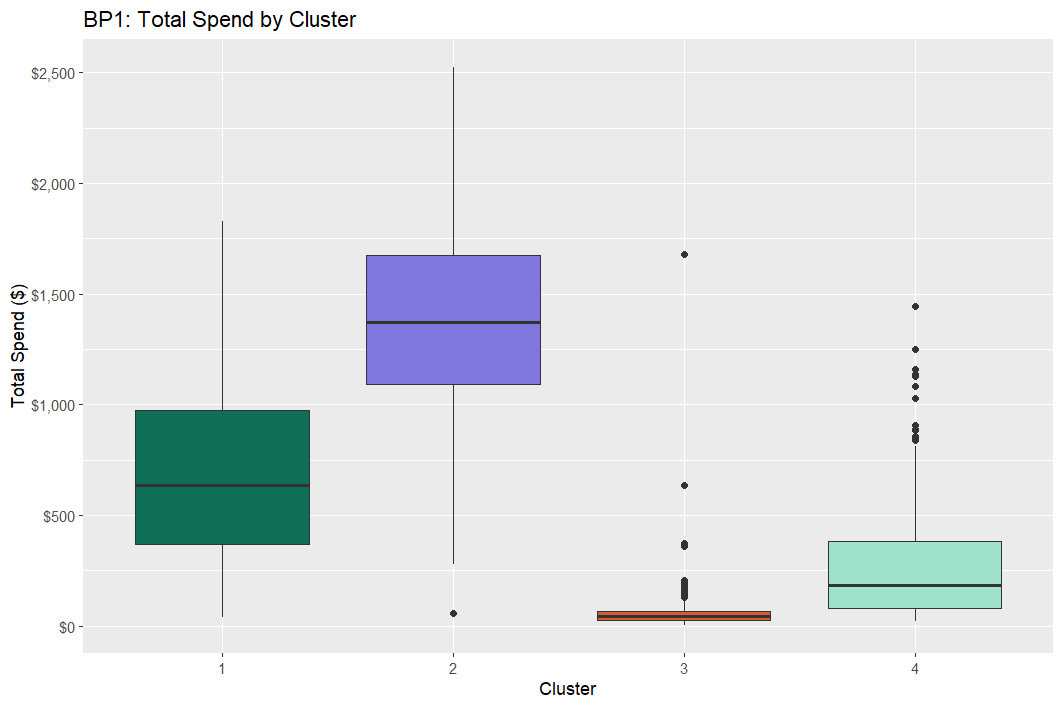 BP1: Total Spend by Cluster
Total Spend ($)
$2,500
$2,000
$1,500
$1,000
$500
$0
1 2 3 4
Cluster